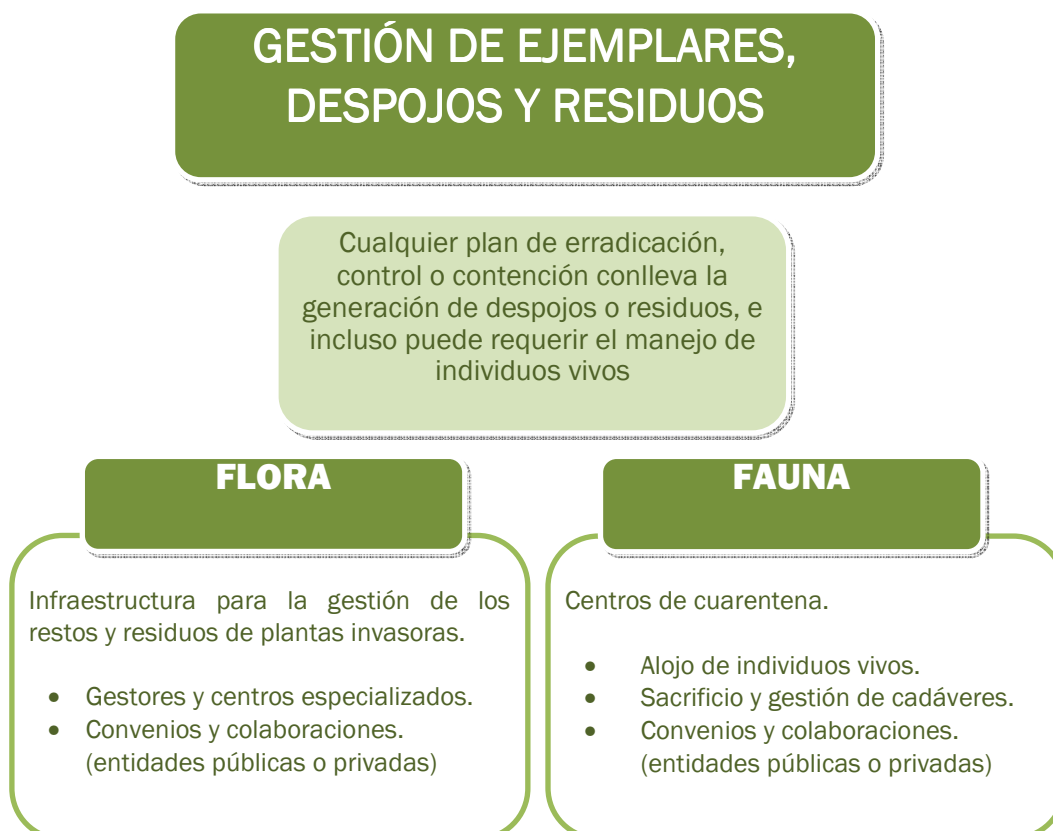 GESTIÓN DE EJEMPLARES,
DESPOJOS Y RESIDUOS
Cualquier plan de erradicación,
control o contención conlleva la
generación de despojos o residuos, e
incluso puede requerir el manejo de
individuos vivos
FLORA
Infraestructura para la gestión de los
restos y residuos de plantas invasoras.
• Gestores y centros especializados.
• Convenios y colaboraciones.
(entidades públicas o privadas)
FAUNA
Centros de cuarentena.
• Alojo de individuos vivos.
• Sacrificio y gestión de cadáveres.
• Convenios y colaboraciones.
(entidades públicas o privadas)